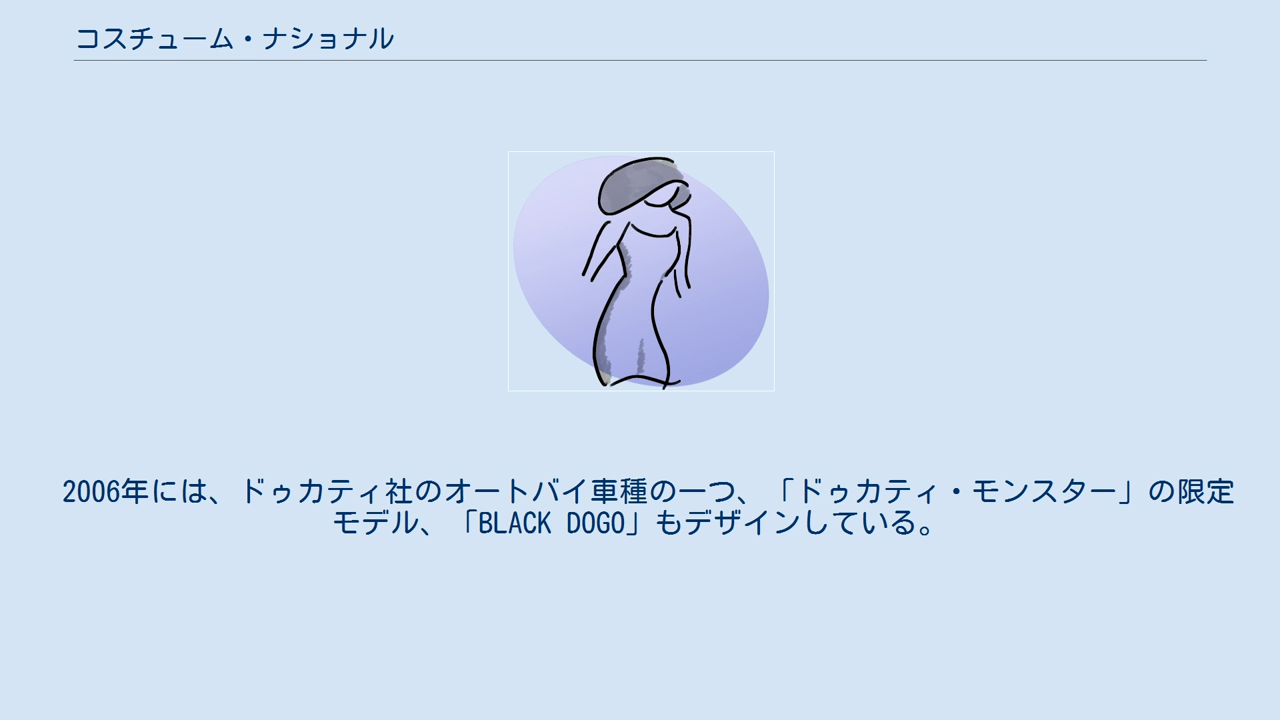 コスチューム・ナショナル
2006年には、ドゥカティ社のオートバイ車種の一つ、「ドゥカティ・モンスター」の限定
モデル、「BLACK DOGO」もデザインしている。